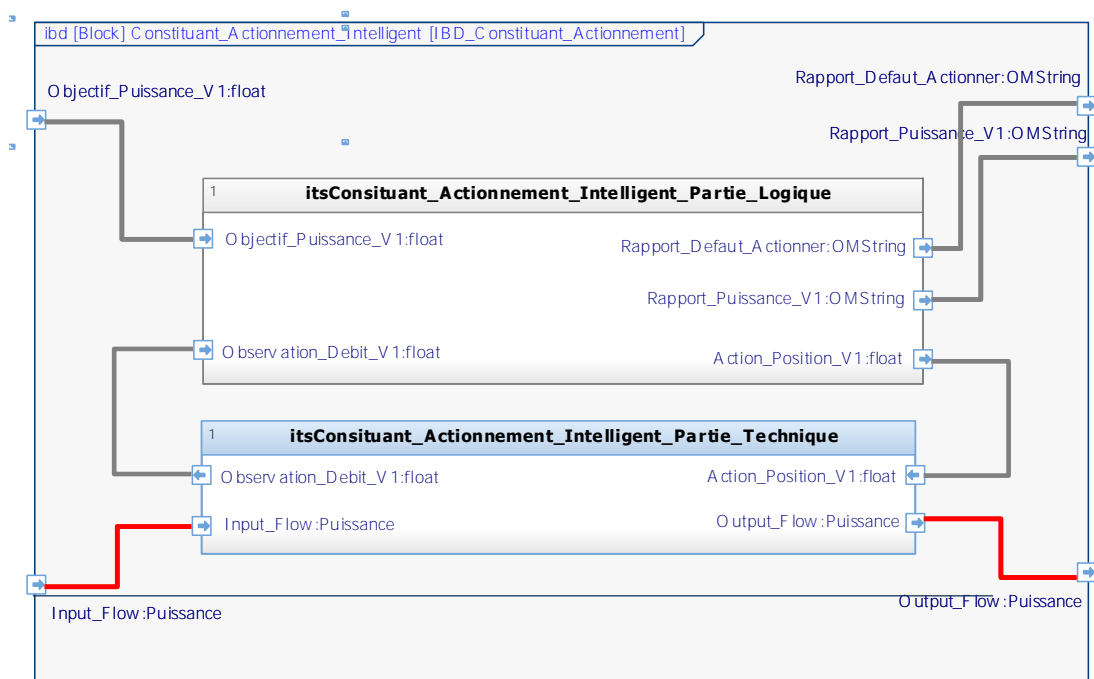 ibd [Block] Constituant_Actionnement_Intelligent [IBD_Constituant_Actionnement]
Objectif_Puissance_V1:float
Rapport_Defaut_Actionner:OMString
Rapport_Puissance_V1:OMString
1
itsConsituant_Actionnement_Intelligent_Partie_Logique
Objectif_Puissance_V1:float
Rapport_Defaut_Actionner:OMString
Rapport_Puissance_V1:OMString
Observation_Debit_V1:float
Action_Position_V1:float
1
itsConsituant_Actionnement_Intelligent_Partie_Technique
Observation_Debit_V1:float
Action_Position_V1:float
Input_Flow:Puissance
Output_Flow:Puissance
Input_Flow:Puissance
Output_Flow:Puissance